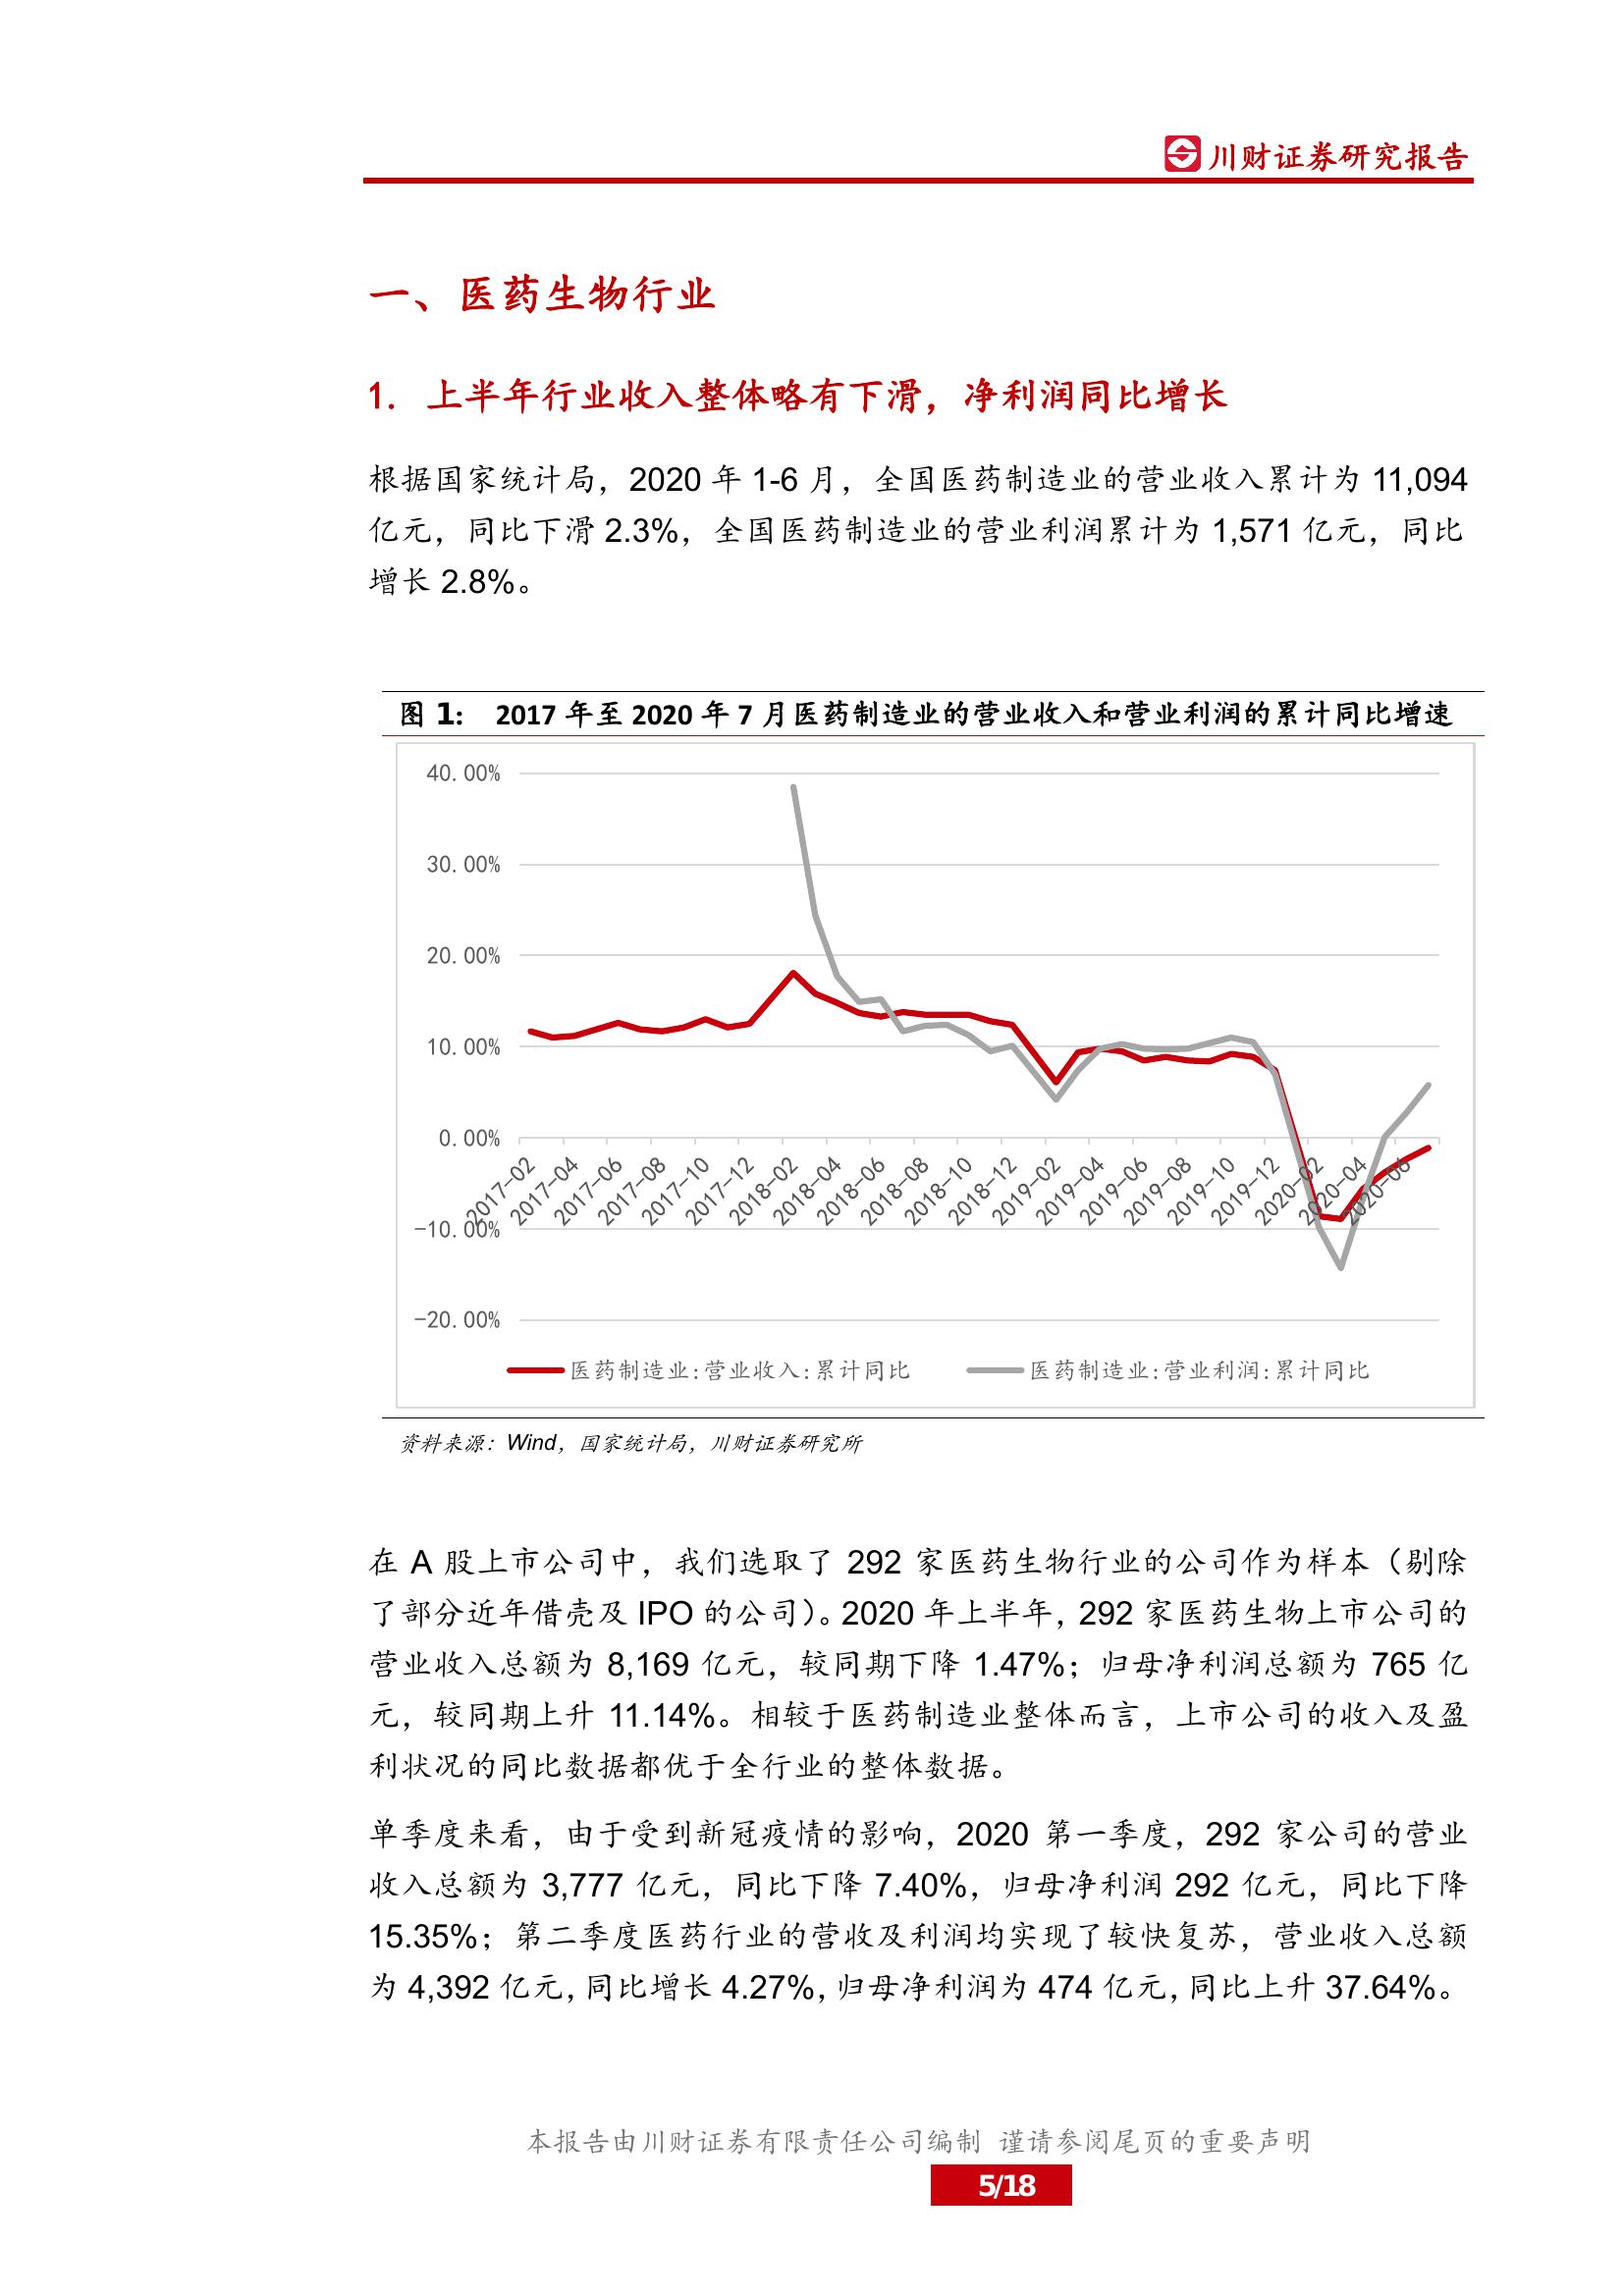 川财证券研究报告
一、医药生物行业
1. 上半年行业收入整体略有下滑，净利润同比增长
根据国家统计局，2020 年 1-6 月，全国医药制造业的营业收入累计为 11,094
亿元，同比下滑 2.3%，全国医药制造业的营业利润累计为 1,571 亿元，同比
增长 2.8%。
图 1: 2017 年至 2020 年 7 月医药制造业的营业收入和营业利润的累计同比增速
40.00%
30.00%
20.00%
10.00%
0.00%
-10.00%
-20.00%
2017-02
2017-04
2017-06
2017-08
2017-10
2017-12
2018-02
2018-04
2018-06
2018-08
2018-10
2018-12
2019-02
2019-04
2019-06
2019-08
2019-10
2019-12
2020-02
2020-04
2020-06
医药制造业:营业收入:累计同比 医药制造业:营业利润:累计同比
资料来源：Wind，国家统计局，川财证券研究所
在 A 股上市公司中，我们选取了 292 家医药生物行业的公司作为样本（剔除
了部分近年借壳及 IPO 的公司）。2020 年上半年，292 家医药生物上市公司的
营业收入总额为 8,169 亿元，较同期下降 1.47%；归母净利润总额为 765 亿
元，较同期上升 11.14%。相较于医药制造业整体而言，上市公司的收入及盈
利状况的同比数据都优于全行业的整体数据。
单季度来看，由于受到新冠疫情的影响，2020 第一季度，292 家公司的营业
收入总额为 3,777 亿元，同比下降 7.40%，归母净利润 292 亿元，同比下降
15.35%；第二季度医药行业的营收及利润均实现了较快复苏，营业收入总额
为 4,392 亿元，同比增长 4.27%，归母净利润为 474 亿元，同比上升 37.64%。
本报告由川财证券有限责任公司编制 谨请参阅尾页的重要声明
5/18